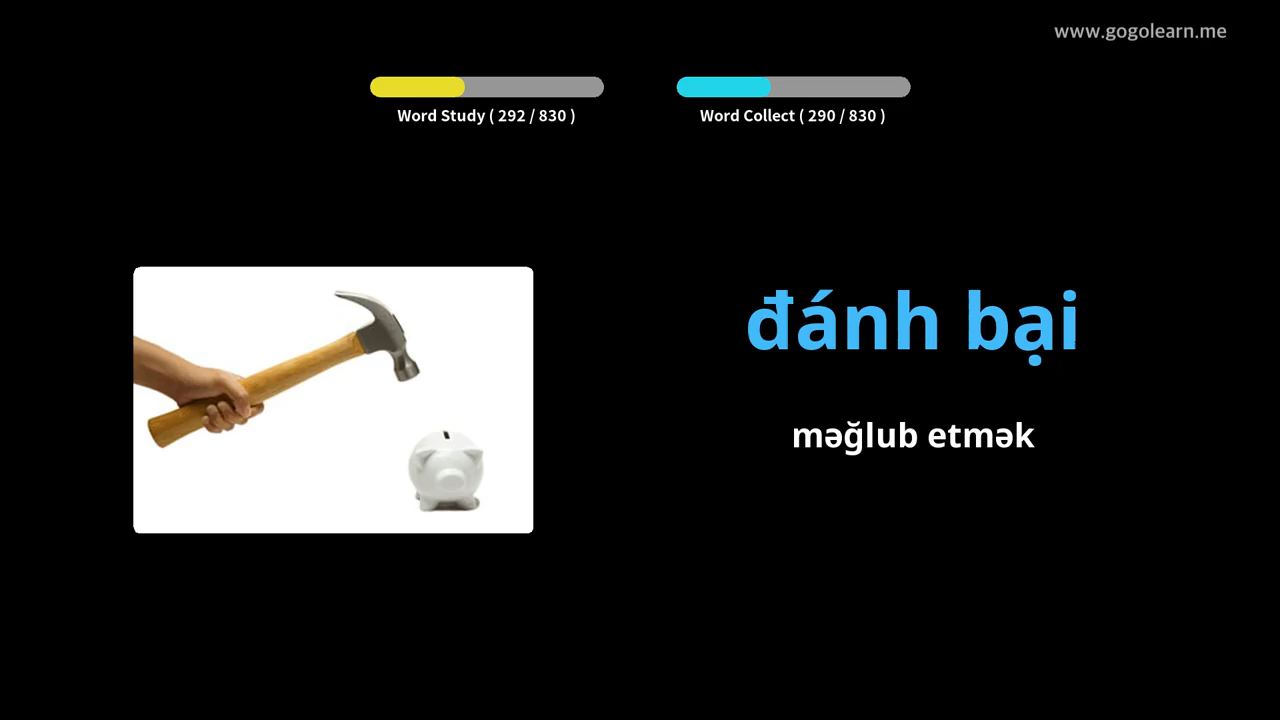 www.gogolearn.me
Word Study ( 292 / 830 )
Word Collect ( 290 / 830 )
đánh bại
məğlub etmək